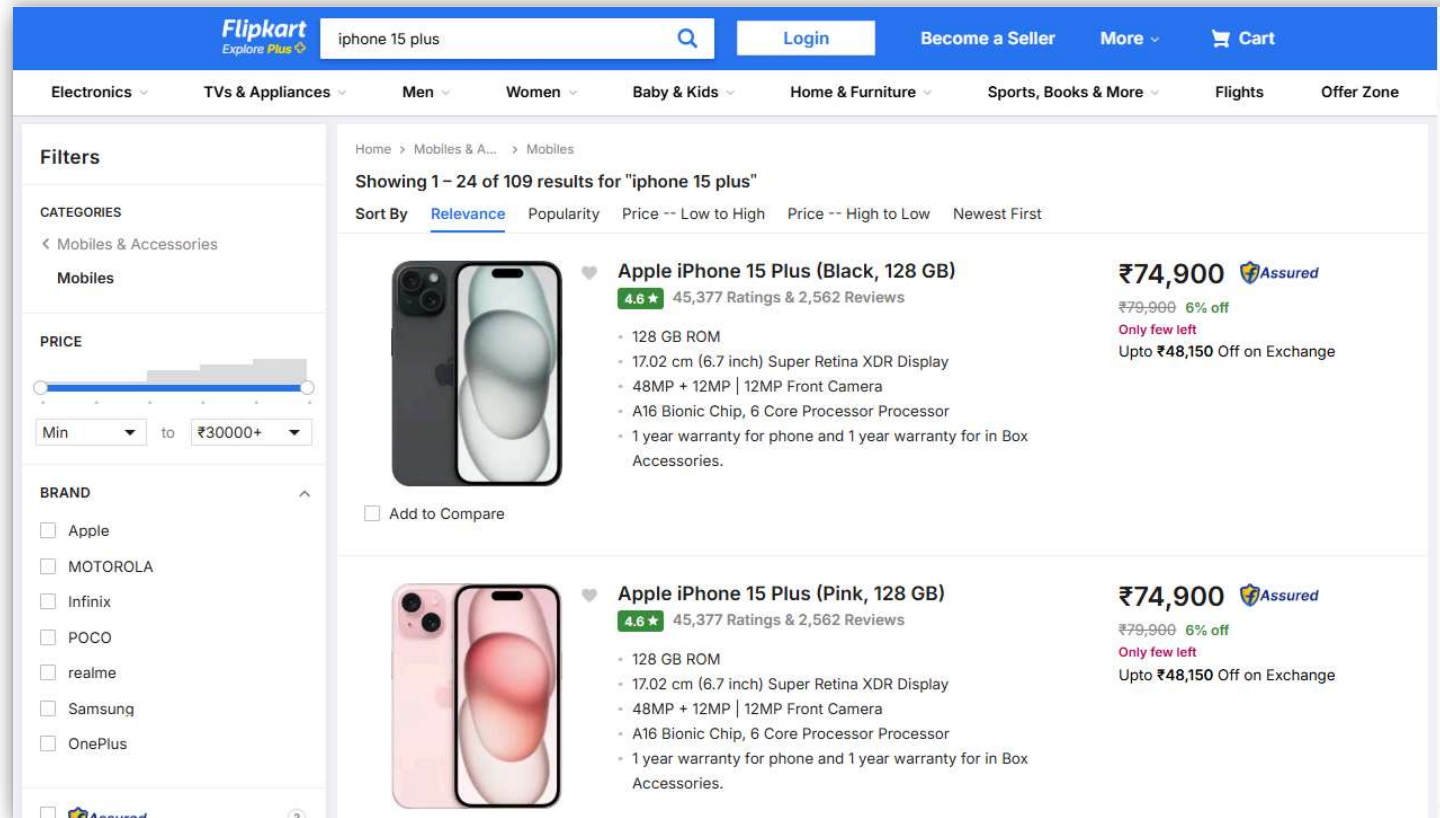 Flipkart
Explore Plus
iphone 15 plus
Login
Become a Seller
More
Cart
Electronics
TVs & Appliances
Men
Women
Baby & Kids
Home & Furniture
Sports, Books & More
Flights
Offer Zone
Filters
CATEGORIES
Mobiles & Accessories
Mobiles
PRICE
Min
to
₹30000+
BRAND
Apple
MOTOROLA
Infinix
POCO
realme
Samsung
OnePlus
Assured
?
Home > Mobiles & A... > Mobiles
Showing 1 – 24 of 109 results for "iphone 15 plus"
Sort By Relevance Popularity Price -- Low to High Price -- High to Low Newest First
Apple iPhone 15 Plus (Black, 128 GB)
4.6★ 45,377 Ratings & 2,562 Reviews
128 GB ROM
17.02 cm (6.7 inch) Super Retina XDR Display
48MP + 12MP | 12MP Front Camera
A16 Bionic Chip, 6 Core Processor Processor
1 year warranty for phone and 1 year warranty for in Box
Accessories.
₹74,900 Assured
₹79,900 6% off
Only few left
Upto ₹48,150 Off on Exchange
Add to Compare
Apple iPhone 15 Plus (Pink, 128 GB)
4.6★ 45,377 Ratings & 2,562 Reviews
128 GB ROM
17.02 cm (6.7 inch) Super Retina XDR Display
48MP + 12MP | 12MP Front Camera
A16 Bionic Chip, 6 Core Processor Processor
1 year warranty for phone and 1 year warranty for in Box
Accessories.
₹74,900 Assured
₹79,900 6% off
Only few left
Upto ₹48,150 Off on Exchange